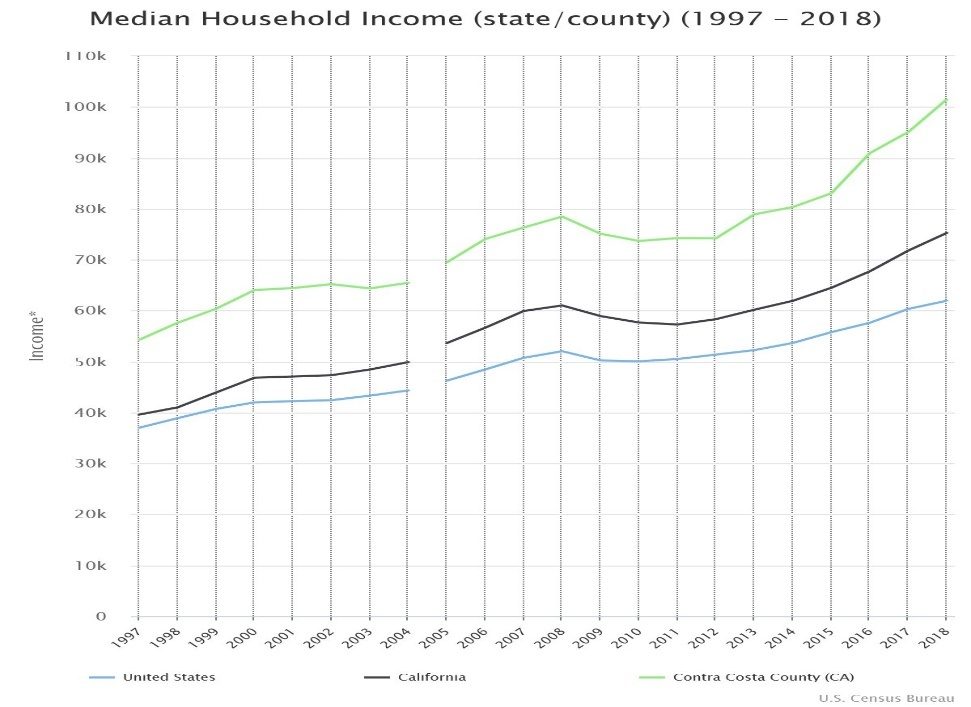 Median Household Income (state/county) (1997 – 2018)
110k
100k
90k
80k
70k
60k
50k
40k
30k
20k
10k
0
Income*
1997 1998 1999 2000 2001 2002 2003 2004 2005 2006 2007 2008 2009 2010 2011 2012 2013 2014 2015 2016 2017 2018
United States California Contra Costa County (CA)
U.S. Census Bureau